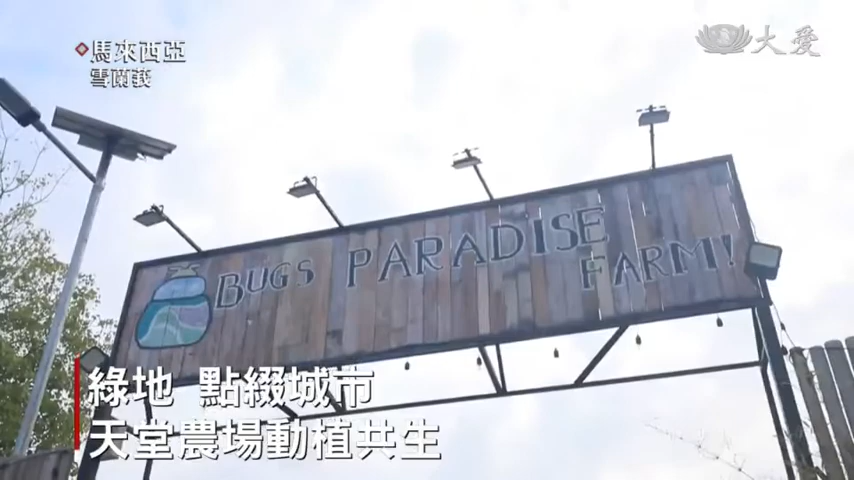 馬來西亞
雪蘭莪
大愛
BUGS PARADISE FARM!
綠地 點綴城市
天堂農場動植共生